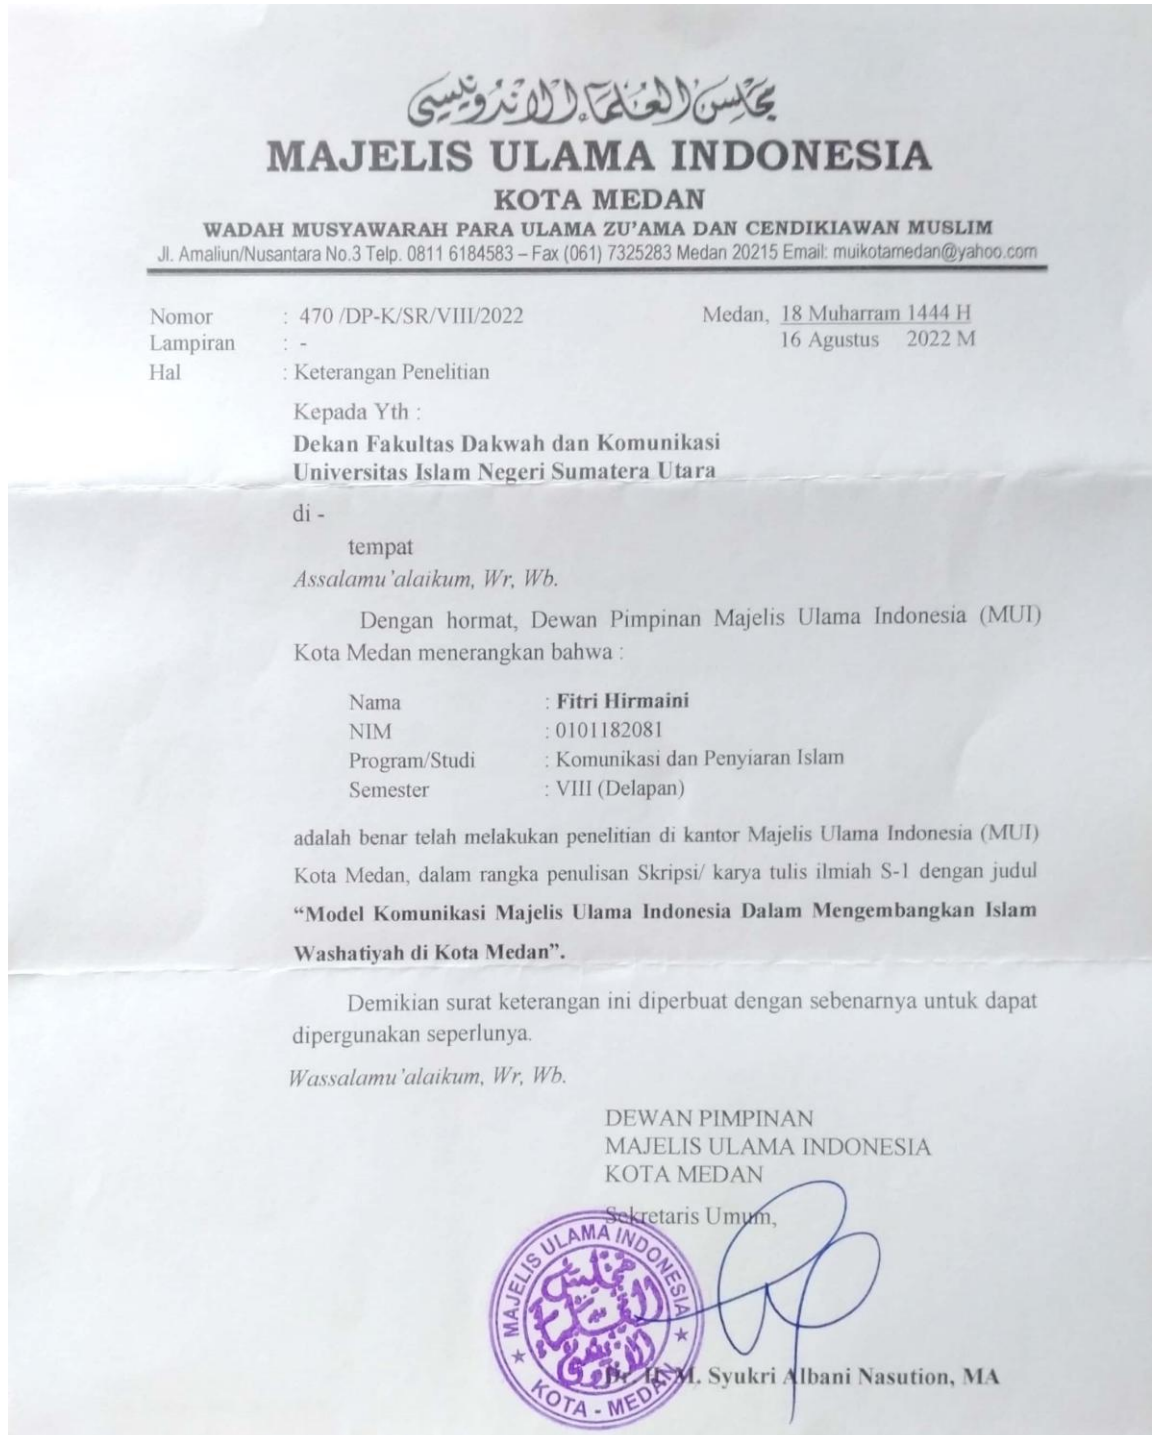 مجلس العلماء الاندونيسي
MAJELIS ULAMA INDONESIA
KOTA MEDAN
WADAH MUSYAWARAH PARA ULAMA ZU'AMA DAN CENDIKIAWAN MUSLIM
Jl. Amaliun/Nusantara No.3 Telp. 0811 6184583 – Fax (061) 7325283 Medan 20215 Email: muikotamedan@yahoo.com
Nomor : 470 /DP-K/SR/VIII/2022 Medan, 18 Muharram 1444 H
Lampiran : - 16 Agustus 2022 M
Hal : Keterangan Penelitian
Kepada Yth :
Dekan Fakultas Dakwah dan Komunikasi
Universitas Islam Negeri Sumatera Utara
di -
tempat
Assalamu'alaikum, Wr, Wb.
Dengan hormat, Dewan Pimpinan Majelis Ulama Indonesia (MUI)
Kota Medan menerangkan bahwa :
Nama : Fitri Hirmaini
NIM : 0101182081
Program/Studi : Komunikasi dan Penyiaran Islam
Semester : VIII (Delapan)
adalah benar telah melakukan penelitian di kantor Majelis Ulama Indonesia (MUI)
Kota Medan, dalam rangka penulisan Skripsi/ karya tulis ilmiah S-1 dengan judul
“Model Komunikasi Majelis Ulama Indonesia Dalam Mengembangkan Islam
Washatiyah di Kota Medan”.
Demikian surat keterangan ini diperbuat dengan sebenarnya untuk dapat
dipergunakan seperlunya.
Wassalamu'alaikum, Wr, Wb.
DEWAN PIMPINAN
MAJELIS ULAMA INDONESIA
KOTA MEDAN
Sekretaris Umum,
MAJELIS ULAMA INDONESIA
مجلس العلماء الاندونيسي
KOTA - MEDAN
Dr. H. M. Syukri Albani Nasution, MA